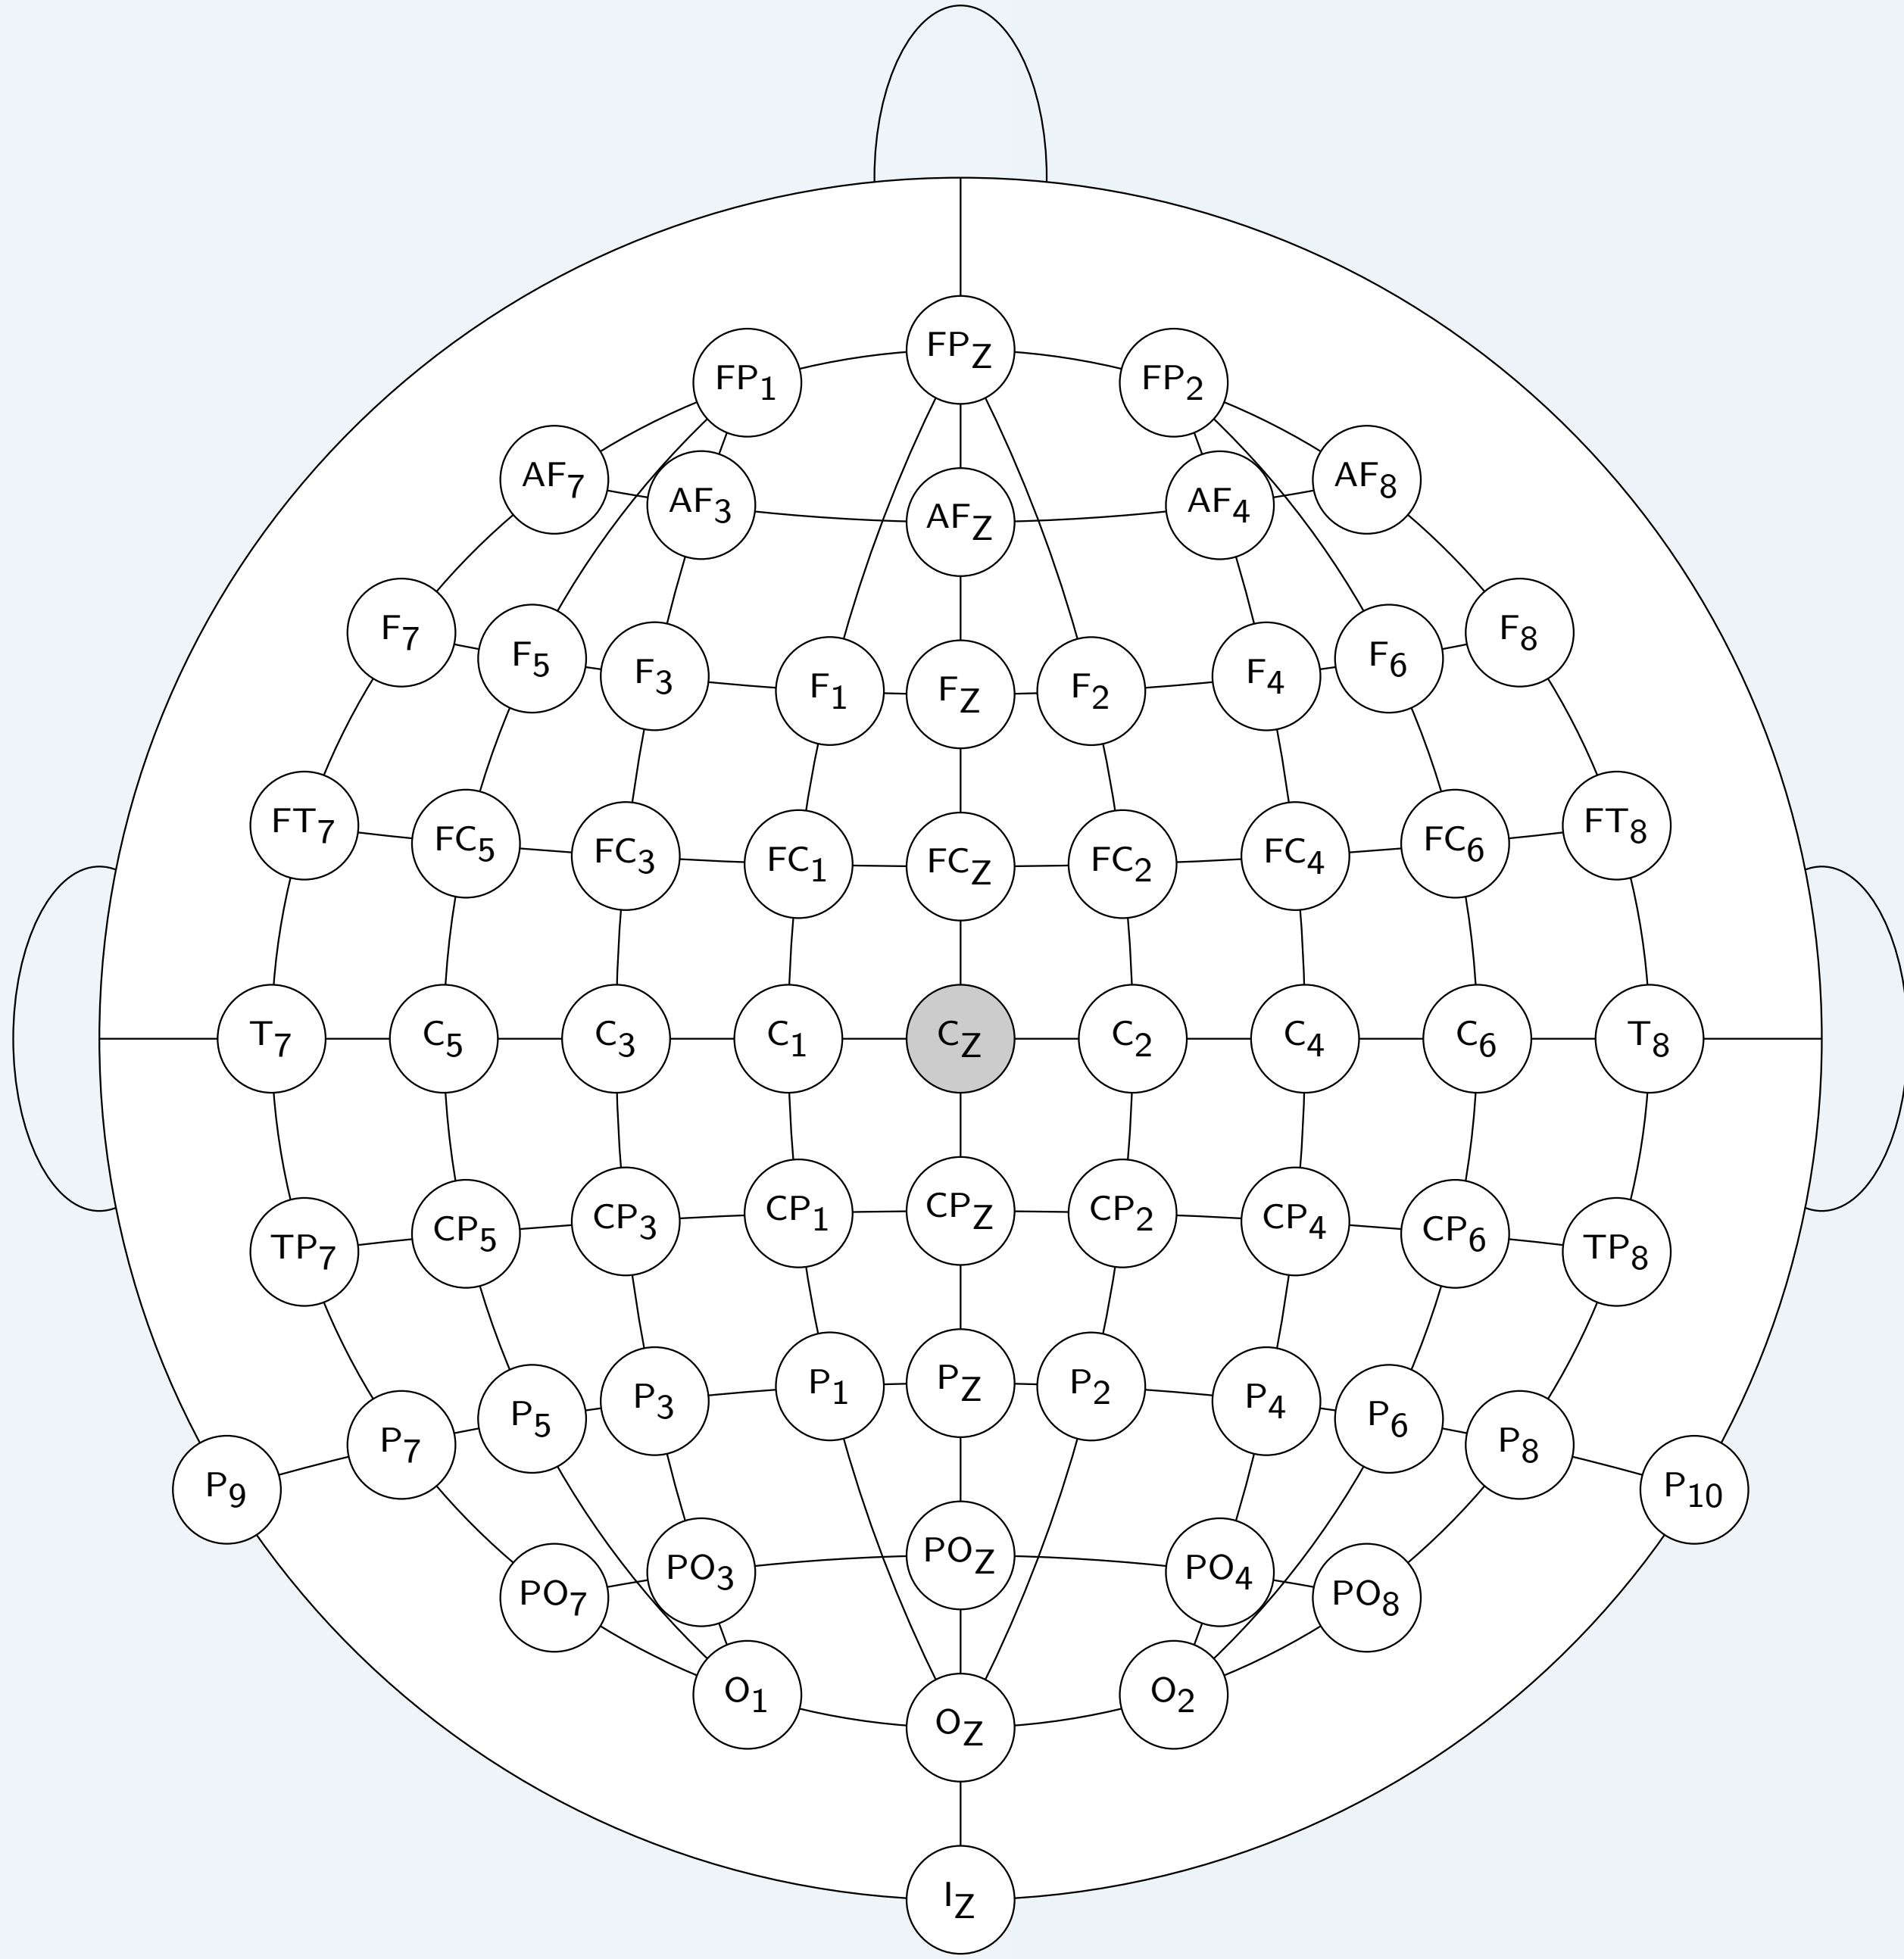 FP1 FPZ FP2
AF7 AF3 AFZ AF4 AF8
F7 F5 F3 F1 FZ F2 F4 F6 F8
FT7 FC5 FC3 FC1 FCZ FC2 FC4 FC6 FT8
T7 C5 C3 C1 CZ C2 C4 C6 T8
TP7 CP5 CP3 CP1 CPZ CP2 CP4 CP6 TP8
P9 P7 P5 P3 P1 PZ P2 P4 P6 P8 P10
PO7 PO3 POZ PO4 PO8
O1 OZ O2
IZ